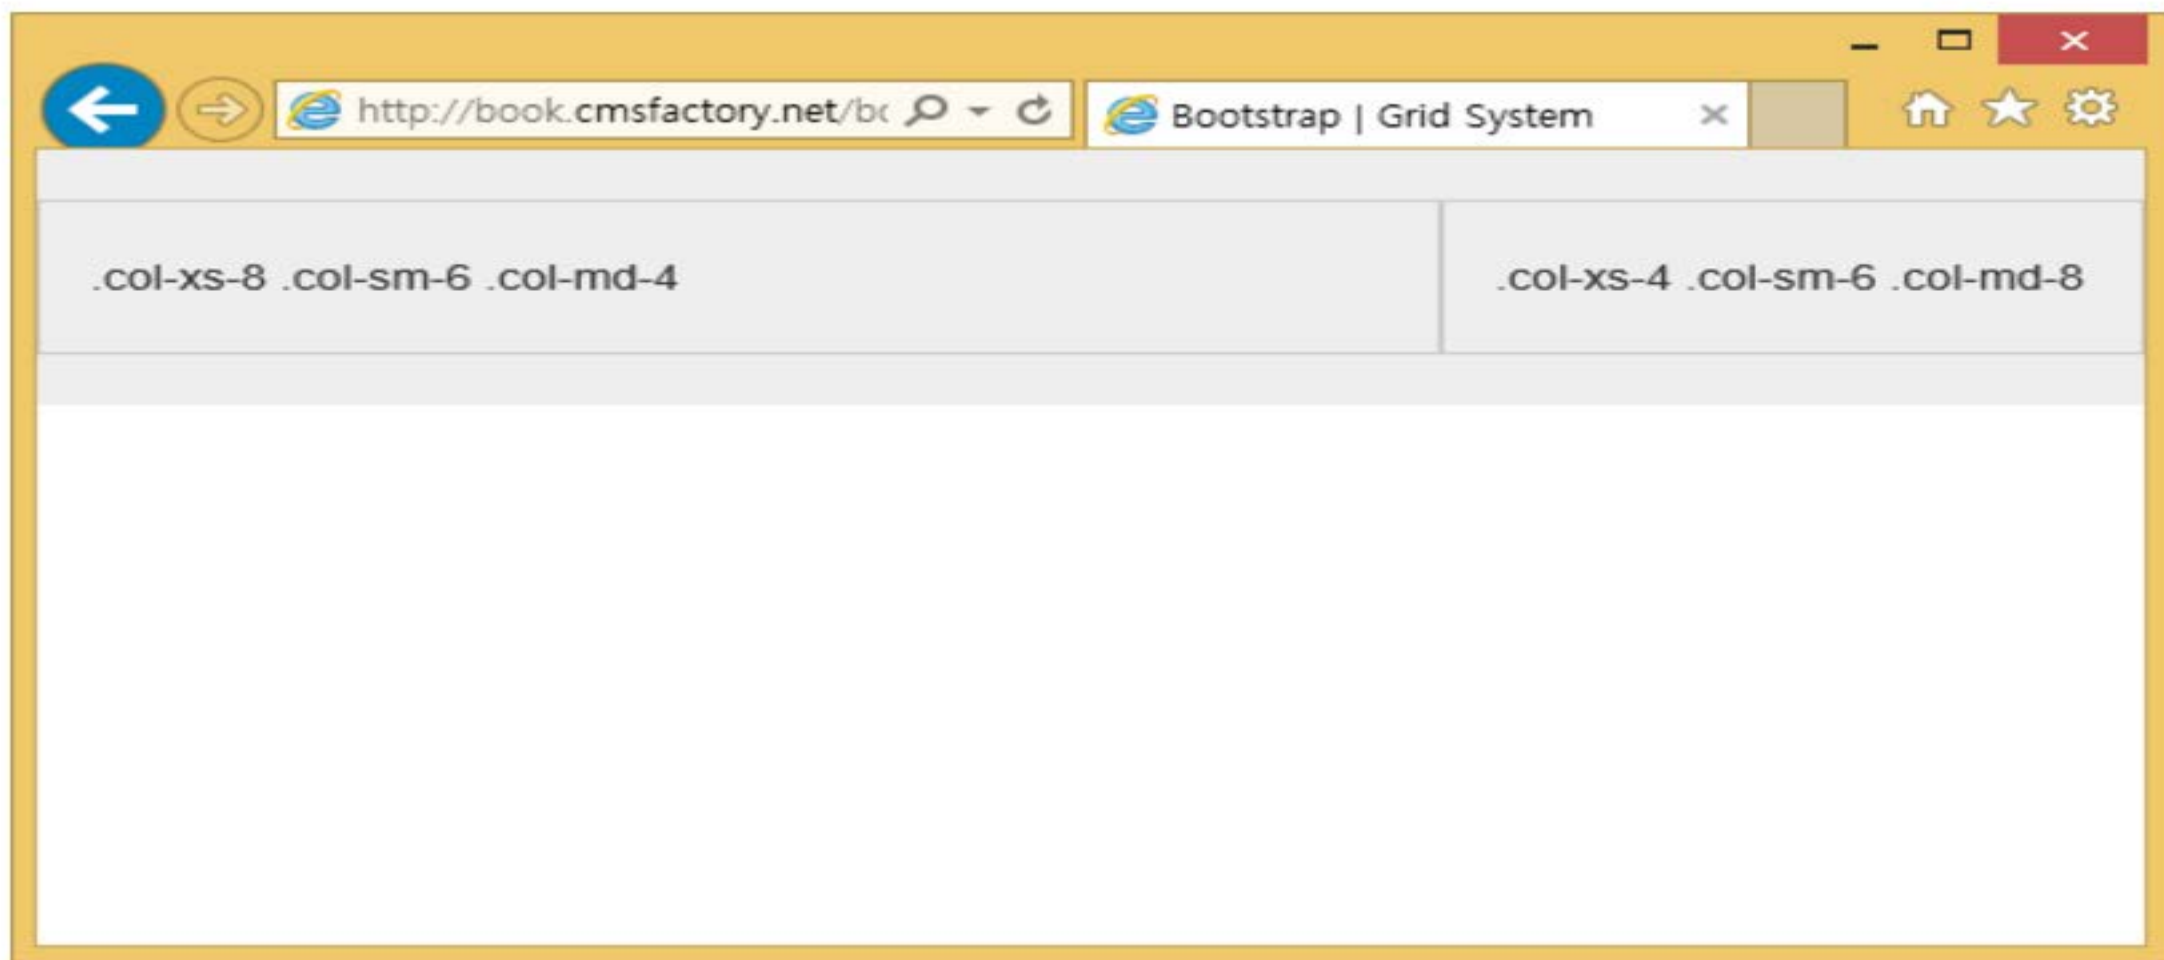 http://book.cmsfactory.net/bo
Bootstrap | Grid System
.col-xs-8 .col-sm-6 .col-md-4
.col-xs-4 .col-sm-6 .col-md-8